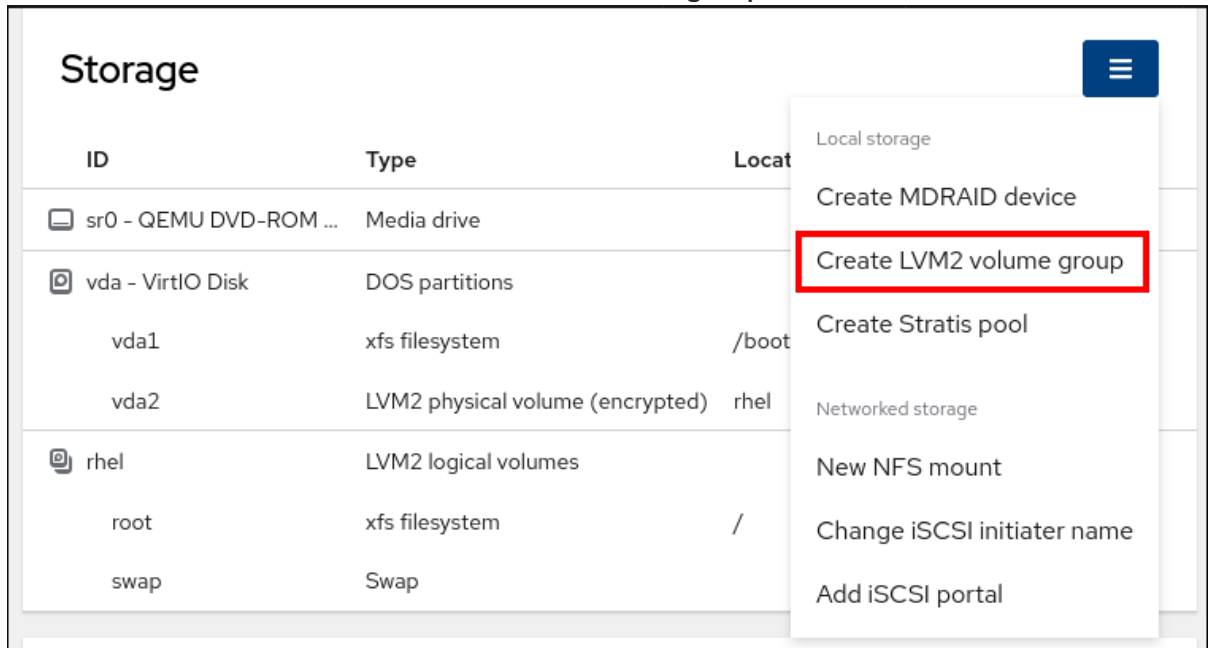 Storage
ID Type Locat
sr0 - QEMU DVD-ROM ... Media drive
vda - VirtIO Disk DOS partitions
vda1 xfs filesystem /boot
vda2 LVM2 physical volume (encrypted) rhel
rhel LVM2 logical volumes
root xfs filesystem /
swap Swap
Local storage
Create MDRAID device
Create LVM2 volume group
Create Stratis pool
Networked storage
New NFS mount
Change iSCSI initiater name
Add iSCSI portal